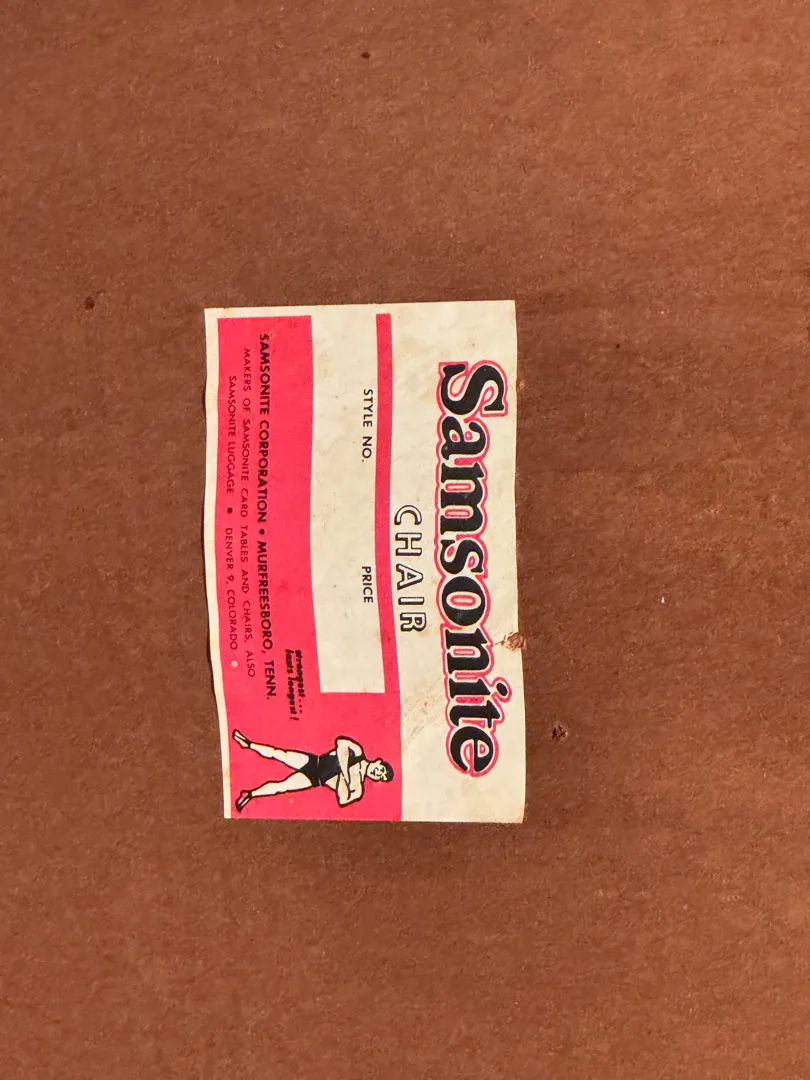 Samsonite
CHAIR
STYLE NO. PRICE
strongest...
lasts longest!
SAMSONITE CORPORATION • MURFREESBORO, TENN.
MAKERS OF SAMSONITE CARD TABLES AND CHAIRS, ALSO
SAMSONITE LUGGAGE • DENVER 9, COLORADO